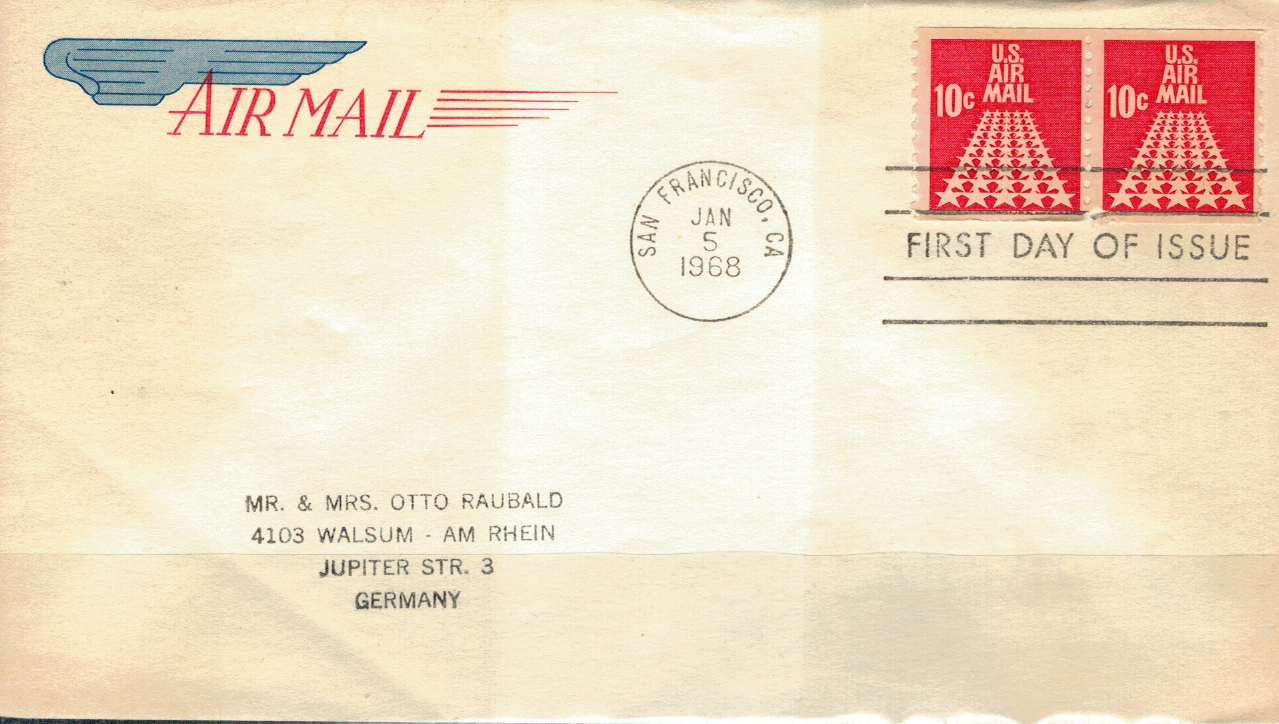 AIR MAIL
U.S.
AIR
MAIL
10c
U.S.
AIR
MAIL
10c
SAN FRANCISCO, CA
JAN
5
1968
FIRST DAY OF ISSUE
MR. & MRS. OTTO RAUBALD
4103 WALSUM - AM RHEIN
JUPITER STR. 3
GERMANY